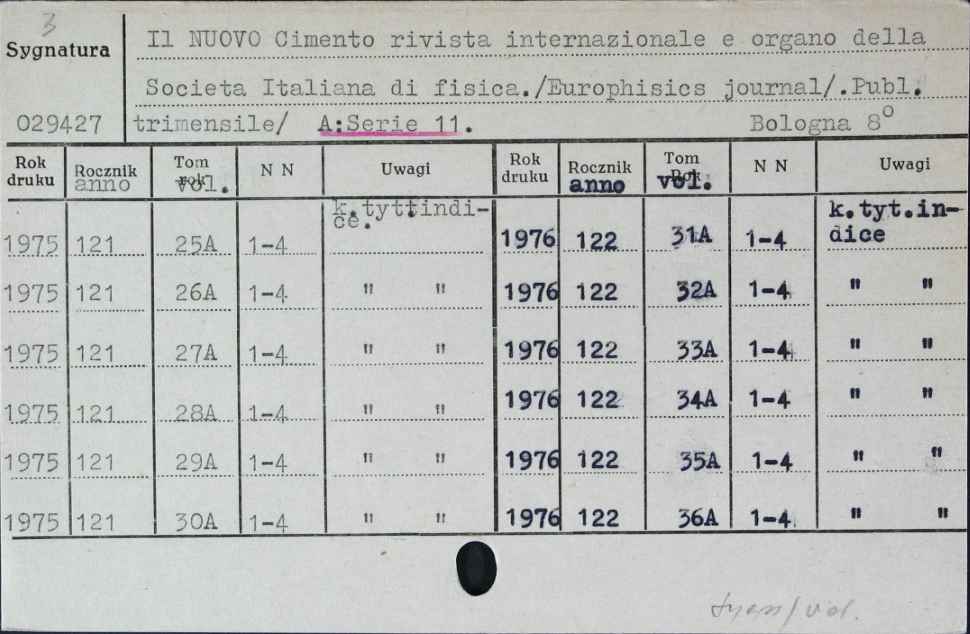 3
Sygnatura
Il NUOVO Cimento rivista internazionale e organo della
Societa Italiana di fisica./Europhisics journal/.Publ.
029427 trimensile/ A:Serie 11. Bologna 8°
Rok druku Rocznik anno Tom vol. N N Uwagi Rok druku Rocznik anno Tom vol. N N Uwagi
1975 121 25A 1-4 k.tyttindice. 1976 122 31A 1-4 k.tyt.in-dice
1975 121 26A 1-4 " " 1976 122 32A 1-4 " "
1975 121 27A 1-4 " " 1976 122 33A 1-4 " "
1975 121 28A 1-4 " " 1976 122 34A 1-4 " "
1975 121 29A 1-4 " " 1976 122 35A 1-4 " "
1975 121 30A 1-4 " " 1976 122 36A 1-4 " "